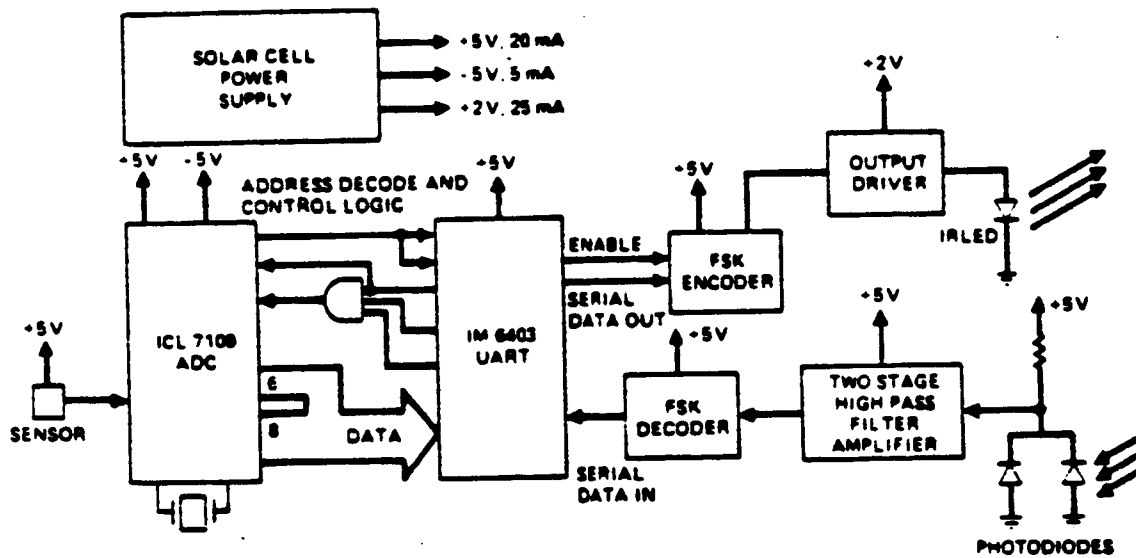 SOLAR CELL
POWER
SUPPLY
+5V, 20 mA
-5V, 5 mA
+2V, 25 mA
+5V
-5V
ADDRESS DECODE AND
CONTROL LOGIC
+5V
+5V
+2V
OUTPUT
DRIVER
IRLED
ENABLE
FSK
ENCODER
SERIAL
DATA OUT
ICL 7109
ADC
IM 6403
UART
+5V
SENSOR
6
8
DATA
+5V
FSK
DECODER
SERIAL
DATA IN
+5V
TWO STAGE
HIGH PASS
FILTER
AMPLIFIER
+5V
PHOTODIODES